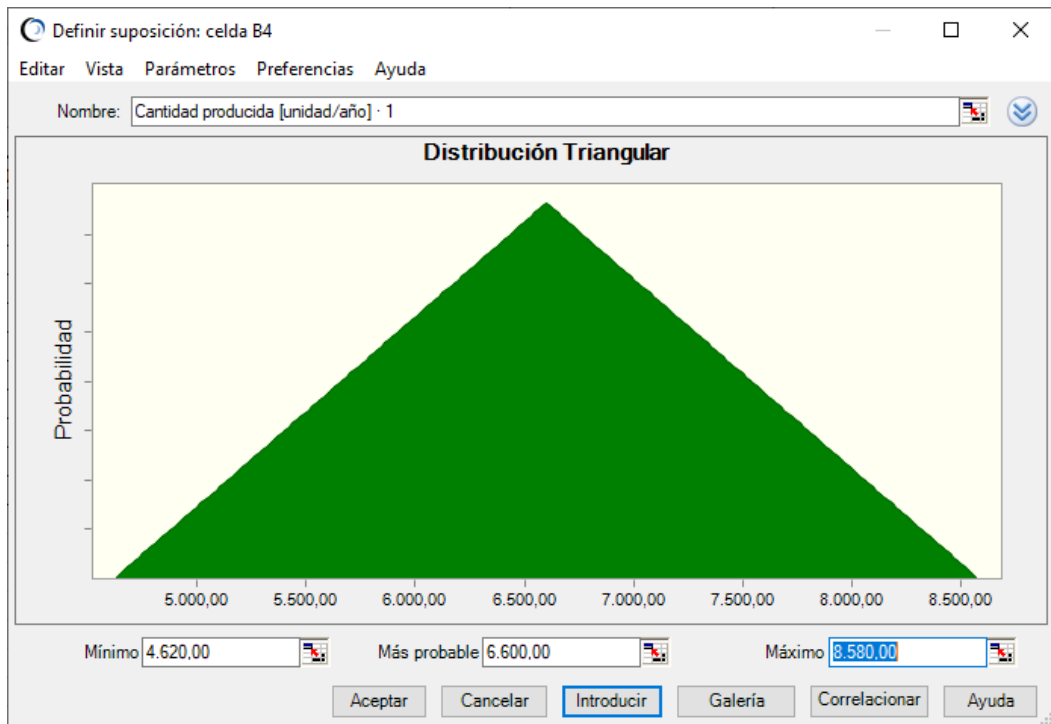 Definir suposición: celda B4
Editar Vista Parámetros Preferencias Ayuda
Nombre: Cantidad producida [unidad/año] · 1
Distribución Triangular
Probabilidad
5.000,00 5.500,00 6.000,00 6.500,00 7.000,00 7.500,00 8.000,00 8.500,00
Mínimo 4.620,00 Más probable 6.600,00 Máximo 8.580,00
Aceptar Cancelar Introducir Galería Correlacionar Ayuda